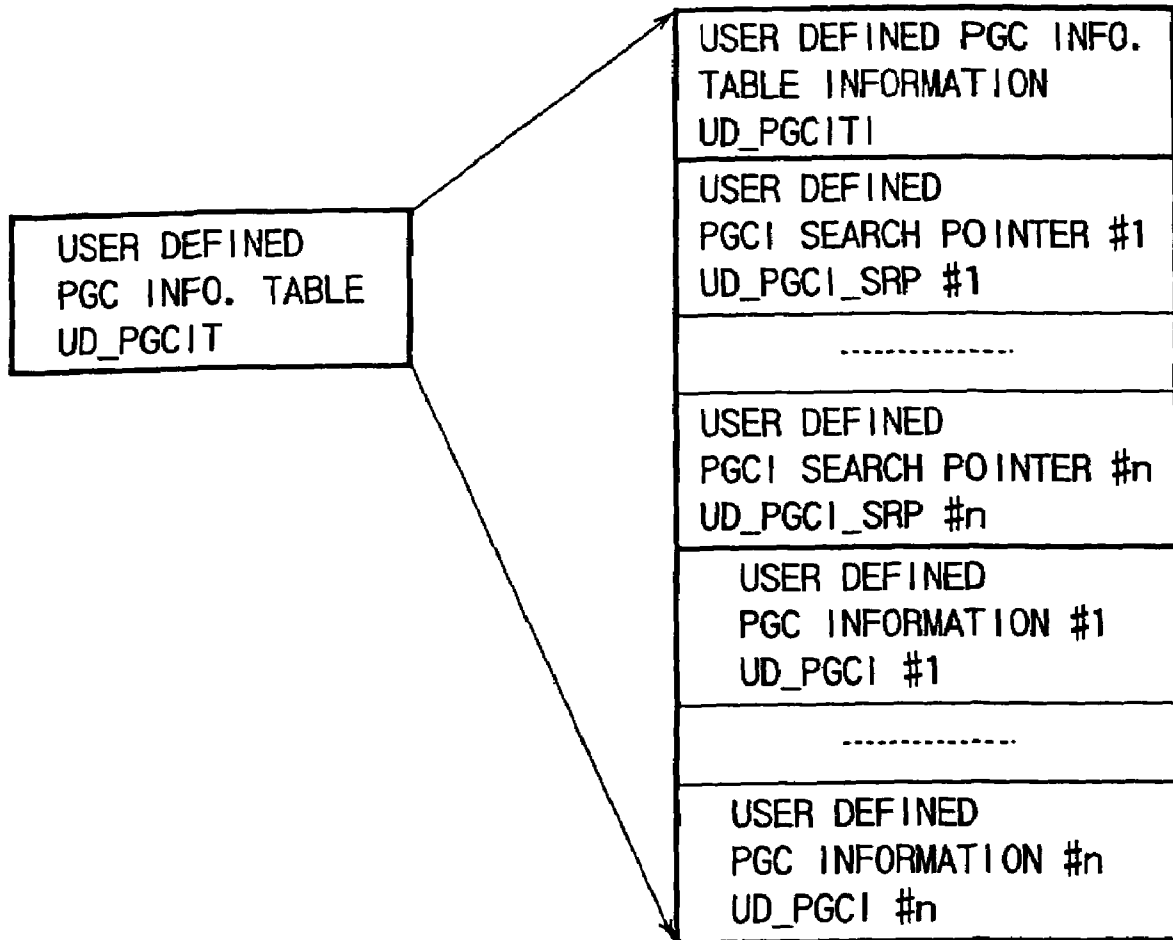 USER DEFINED
PGC INFO. TABLE
UD_PGCIT
USER DEFINED PGC INFO.
TABLE INFORMATION
UD_PGCITI
USER DEFINED
PGCI SEARCH POINTER #1
UD_PGCI_SRP #1
USER DEFINED
PGCI SEARCH POINTER #n
UD_PGCI_SRP #n
USER DEFINED
PGC INFORMATION #1
UD_PGCI #1
USER DEFINED
PGC INFORMATION #n
UD_PGCI #n